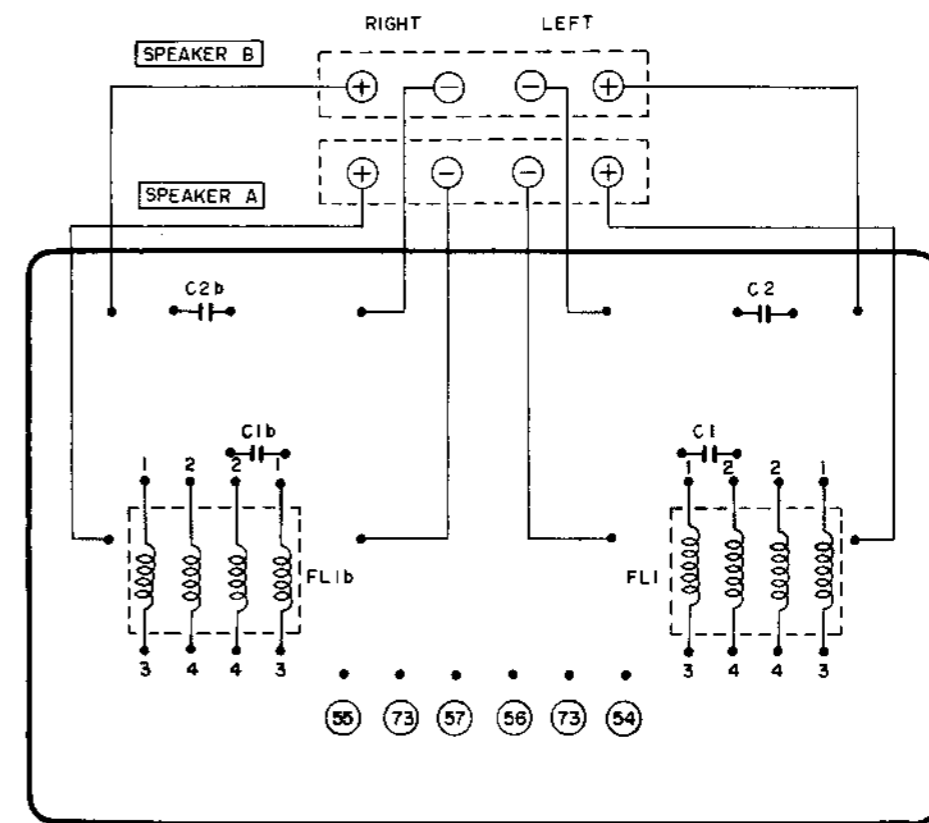 RIGHT LEFT
SPEAKER B
+ − − +
+ − − +
SPEAKER A
C2b C2
C1b C1
1 2 2 1 1 2 2 1
FL1b FL1
3 4 4 3 3 4 4 3
55 73 57 56 73 54